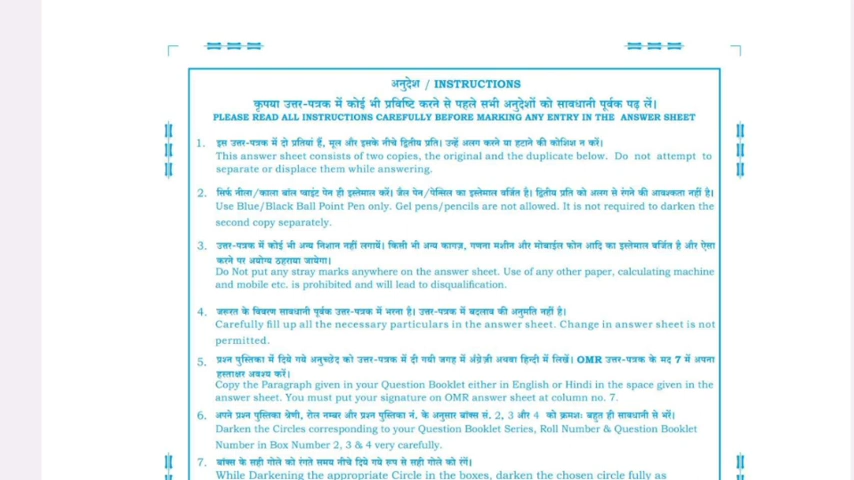 अनुदेश / INSTRUCTIONS
कृपया उत्तर-पत्रक में कोई भी प्रविष्टि करने से पहले सभी अनुदेशों को सावधानी पूर्वक पढ़ लें।
PLEASE READ ALL INSTRUCTIONS CAREFULLY BEFORE MARKING ANY ENTRY IN THE ANSWER SHEET
1. इस उत्तर-पत्रक में दो प्रतियां हैं, मूल और इसके नीचे द्वितीय प्रति। उन्हें अलग करने या हटाने की कोशिश न करें।
This answer sheet consists of two copies, the original and the duplicate below. Do not attempt to
separate or displace them while answering.
2. सिर्फ नीला/काला बॉल प्वाइंट पेन ही इस्तेमाल करें। जैल पेन/पेन्सिल का इस्तेमाल वर्जित है। द्वितीय प्रति को अलग से रंगने की आवश्कता नहीं है।
Use Blue/Black Ball Point Pen only. Gel pens/pencils are not allowed. It is not required to darken the
second copy separately.
3. उत्तर-पत्रक में कोई भी अन्य निशान नहीं लगायें। किसी भी अन्य कागज़, गणना मशीन और मोबाईल फोन आदि का इस्तेमाल वर्जित है और ऐसा
करने पर अयोग्य ठहराया जायेगा।
Do Not put any stray marks anywhere on the answer sheet. Use of any other paper, calculating machine
and mobile etc. is prohibited and will lead to disqualification.
4. जरुरत के विवरण सावधानी पूर्वक उत्तर-पत्रक में भरना है। उत्तर-पत्रक में बदलाव की अनुमति नहीं है।
Carefully fill up all the necessary particulars in the answer sheet. Change in answer sheet is not
permitted.
5. प्रश्न पुस्तिका में दिये गये अनुच्छेद को उत्तर-पत्रक में दी गयी जगह में अंग्रेज़ी अथवा हिन्दी में लिखें। OMR उत्तर-पत्रक के मद 7 में अपना
हस्ताक्षर अवश्य करें।
Copy the Paragraph given in your Question Booklet either in English or Hindi in the space given in the
answer sheet. You must put your signature on OMR answer sheet at column no. 7.
6. अपने प्रश्न पुस्तिका श्रेणी, रोल नम्बर और प्रश्न पुस्तिका नं. के अनुसार बॉक्स सं. 2, 3 और 4 को क्रमशः बहुत ही सावधानी से भरें।
Darken the Circles corresponding to your Question Booklet Series, Roll Number & Question Booklet
Number in Box Number 2, 3 & 4 very carefully.
7. बॉक्स के सही गोले को रंगते समय नीचे दिये गये रूप से सही गोले को रंगें।
While Darkening the appropriate Circle in the boxes, darken the chosen circle fully as